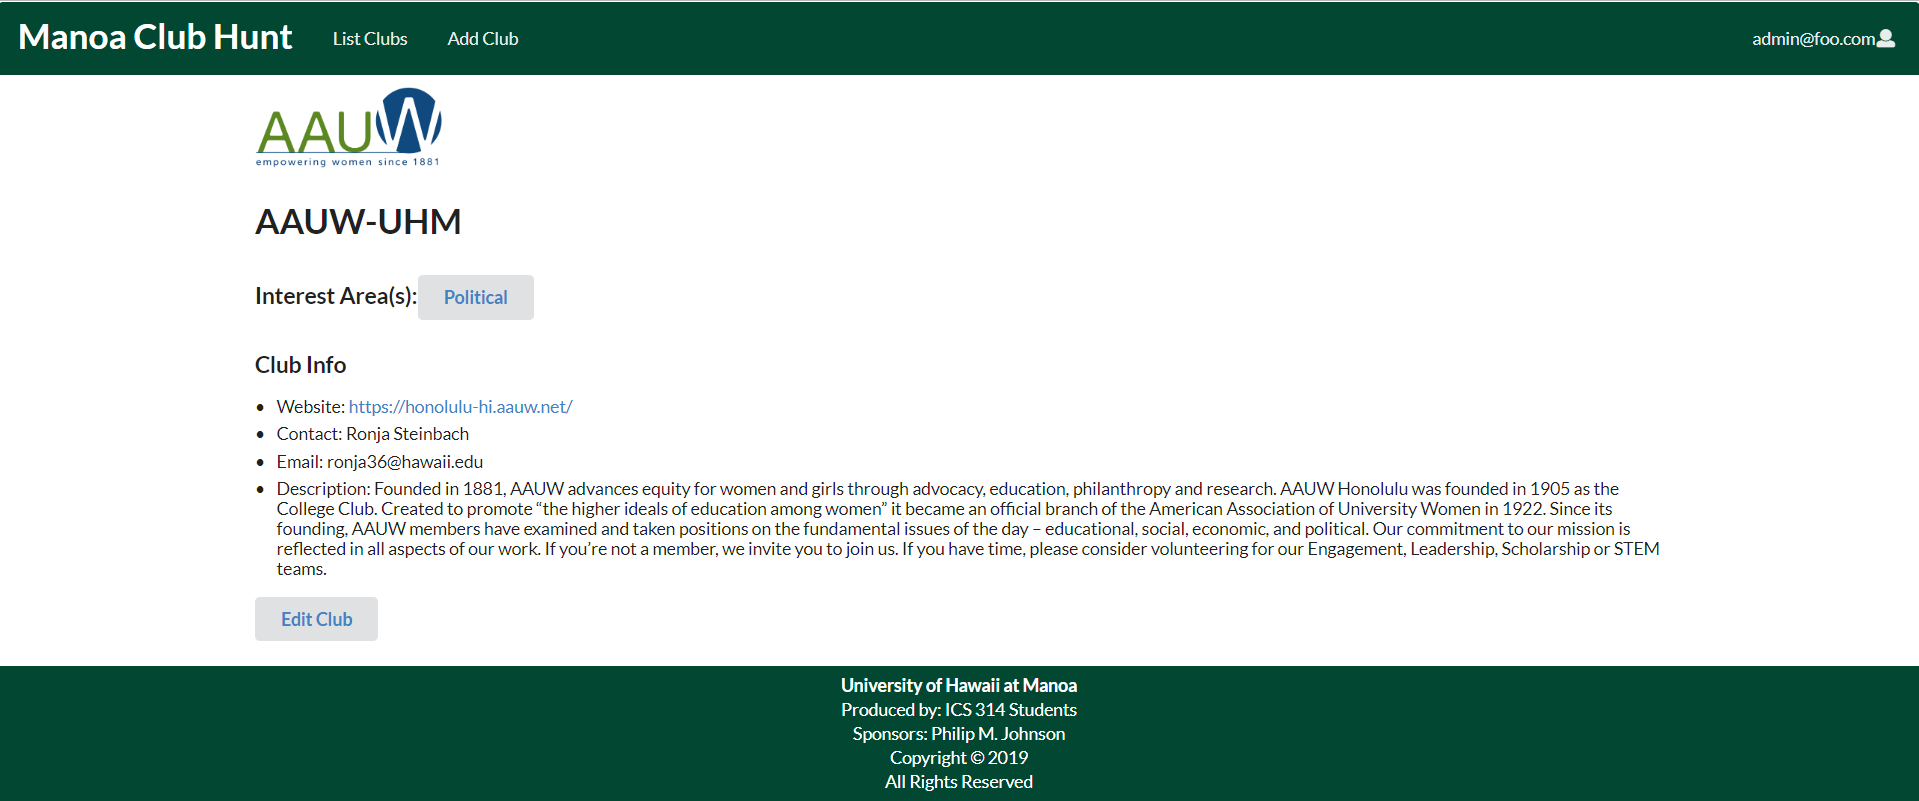 Manoa Club Hunt List Clubs Add Club admin@foo.com
AAUW
empowering women since 1881
AAUW-UHM
Interest Area(s): Political
Club Info
• Website: https://honolulu-hi.aauw.net/
• Contact: Ronja Steinbach
• Email: ronja36@hawaii.edu
• Description: Founded in 1881, AAUW advances equity for women and girls through advocacy, education, philanthropy and research. AAUW Honolulu was founded in 1905 as the
College Club. Created to promote “the higher ideals of education among women” it became an official branch of the American Association of University Women in 1922. Since its
founding, AAUW members have examined and taken positions on the fundamental issues of the day – educational, social, economic, and political. Our commitment to our mission is
reflected in all aspects of our work. If you’re not a member, we invite you to join us. If you have time, please consider volunteering for our Engagement, Leadership, Scholarship or STEM
teams.
Edit Club
University of Hawaii at Manoa
Produced by: ICS 314 Students
Sponsors: Philip M. Johnson
Copyright © 2019
All Rights Reserved